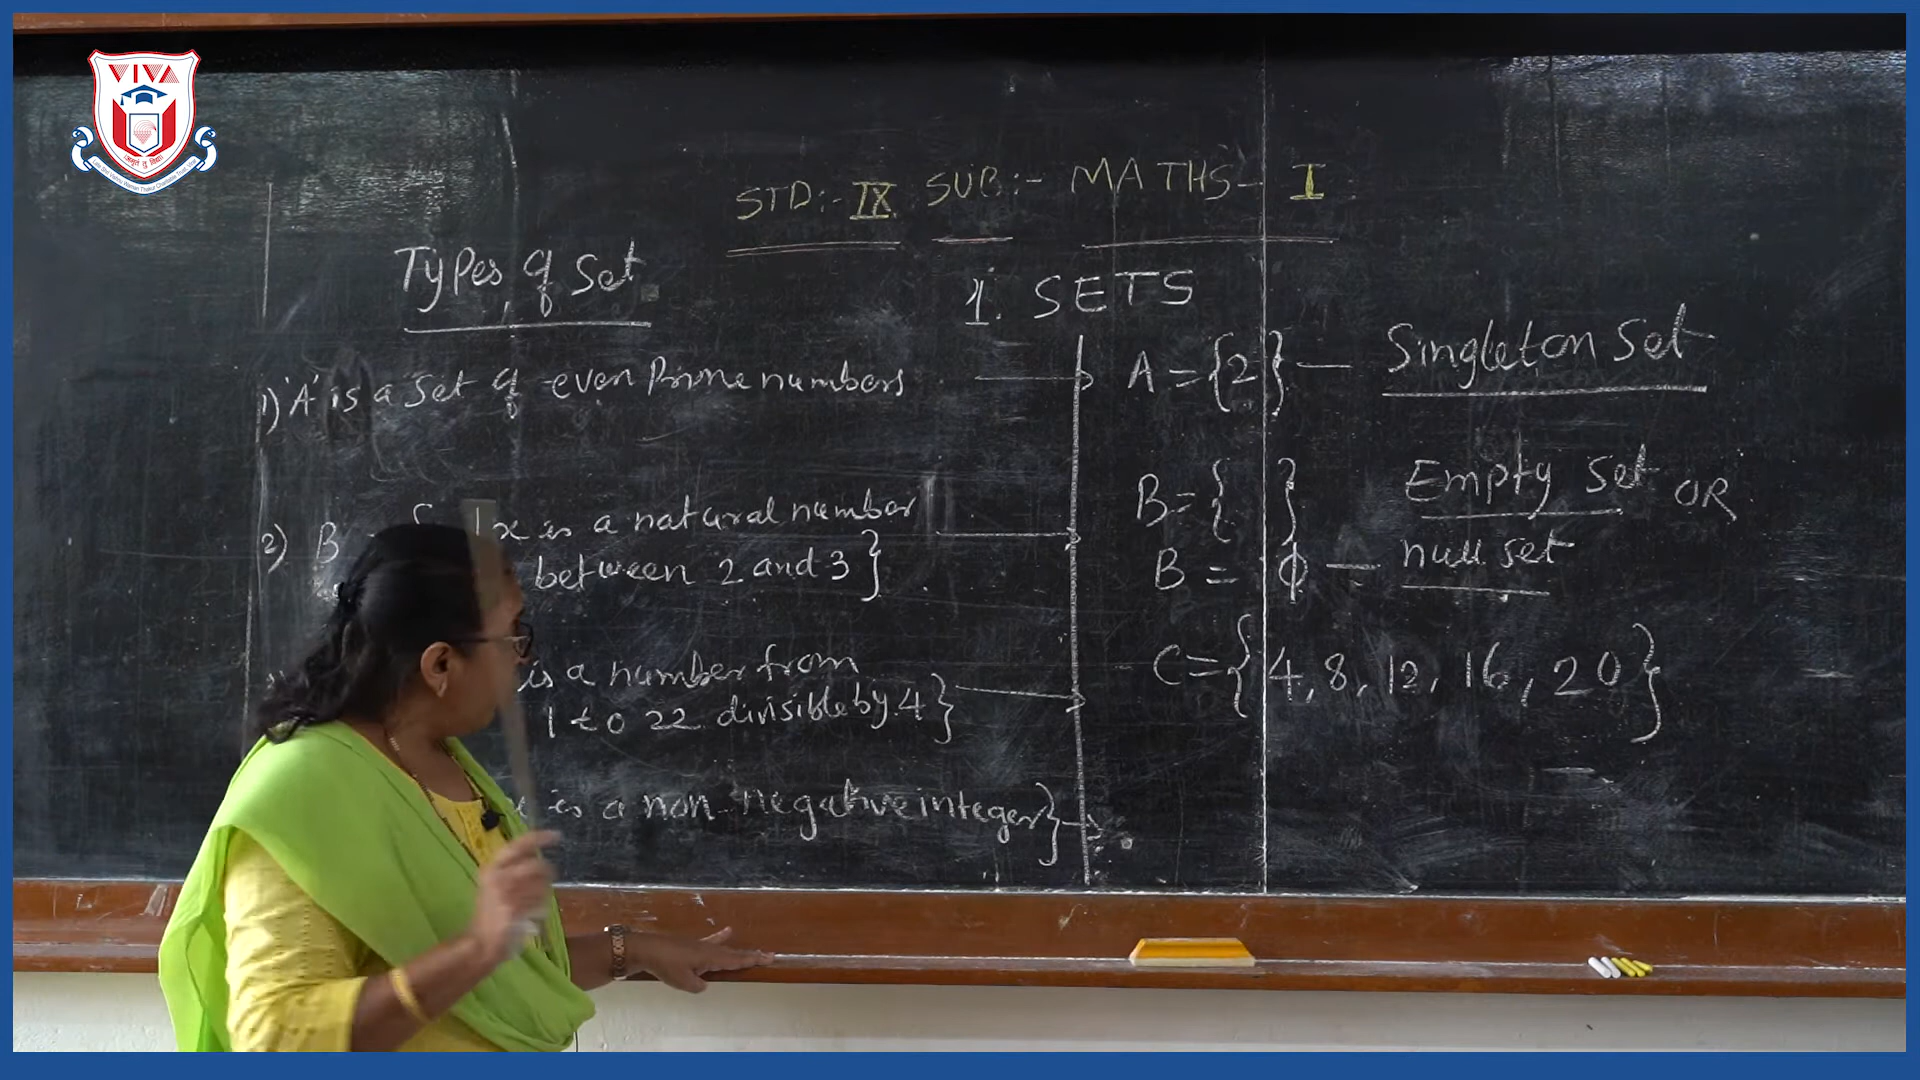 VIVA
STD:- IX SUB:- MATHS- I
Types of Set
1. SETS
1) 'A' is a set of even Prime numbers
A = {2} — Singleton Set
2) B
{ | x is a natural number
between 2 and 3}
B = { } Empty Set OR
B = ϕ — null set
is a number from
1 to 22 divisible by 4}
C = {4, 8, 12, 16, 20}
x is a non negative integer}